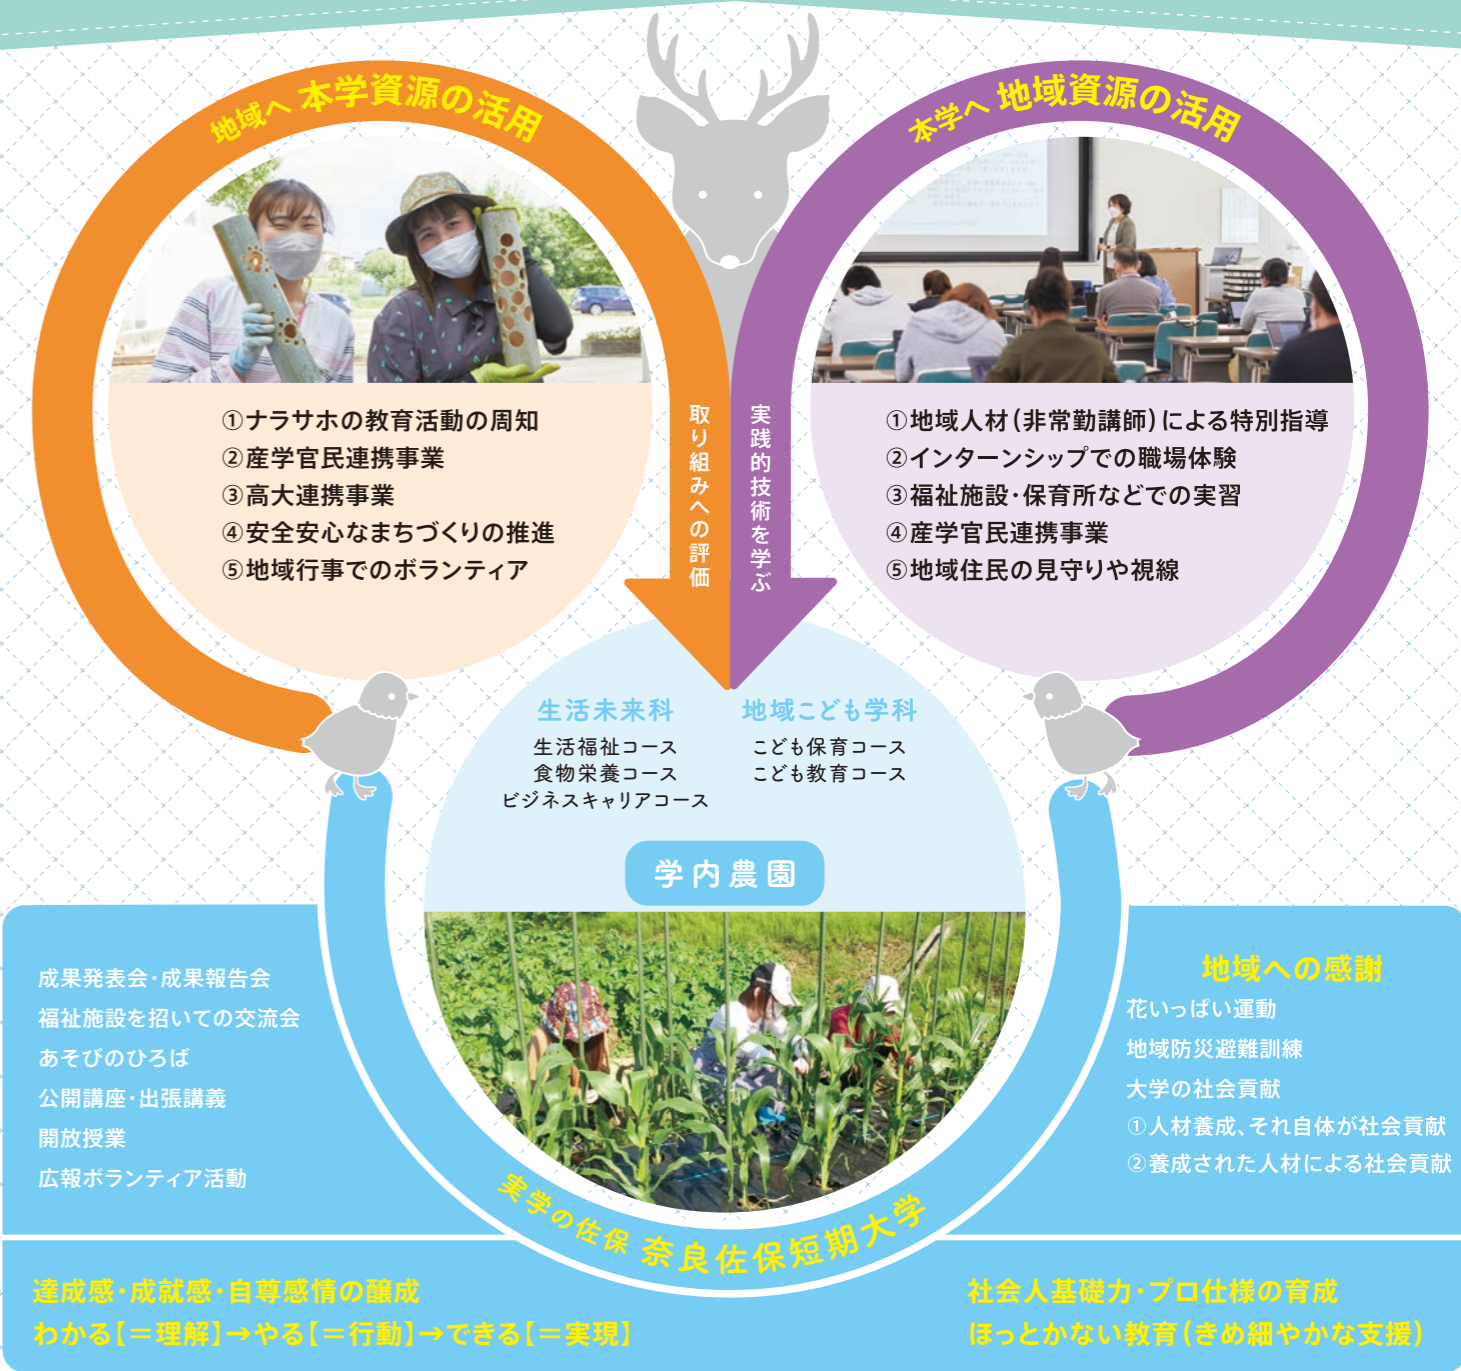 地域へ 本学資源の活用
①ナラサホの教育活動の周知
②産学官民連携事業
③高大連携事業
④安全安心なまちづくりの推進
⑤地域行事でのボランティア
取り組みへの評価
本学へ 地域資源の活用
①地域人材(非常勤講師)による特別指導
②インターンシップでの職場体験
③福祉施設・保育所などでの実習
④産学官民連携事業
⑤地域住民の見守りや視線
実践的技術を学ぶ
生活未来科
生活福祉コース
食物栄養コース
ビジネスキャリアコース
地域こども学科
こども保育コース
こども教育コース
学内農園
実学の佐保 奈良佐保短期大学
成果発表会・成果報告会
福祉施設を招いての交流会
あそびのひろば
公開講座・出張講義
開放授業
広報ボランティア活動
地域への感謝
花いっぱい運動
地域防災避難訓練
大学の社会貢献
①人材養成、それ自体が社会貢献
②養成された人材による社会貢献
達成感・成就感・自尊感情の醸成
わかる【＝理解】→やる【＝行動】→できる【＝実現】
社会人基礎力・プロ仕様の育成
ほっとかない教育(きめ細やかな支援)